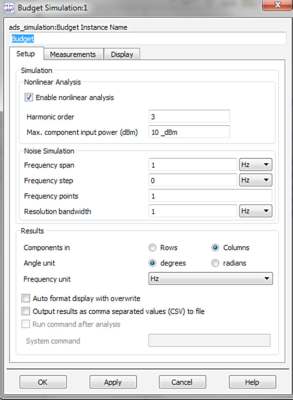 Budget Simulation:1
ads_simulation:Budget Instance Name
Budget
Setup Measurements Display
Simulation
Nonlinear Analysis
Enable nonlinear analysis
Harmonic order 3
Max. component input power (dBm) 10 _dBm
Noise Simulation
Frequency span 1 Hz
Frequency step 0 Hz
Frequency points 1
Resolution bandwidth 1 Hz
Results
Components in Rows Columns
Angle unit degrees radians
Frequency unit Hz
Auto format display with overwrite
Output results as comma separated values (CSV) to file
Run command after analysis
System command
OK Apply Cancel Help